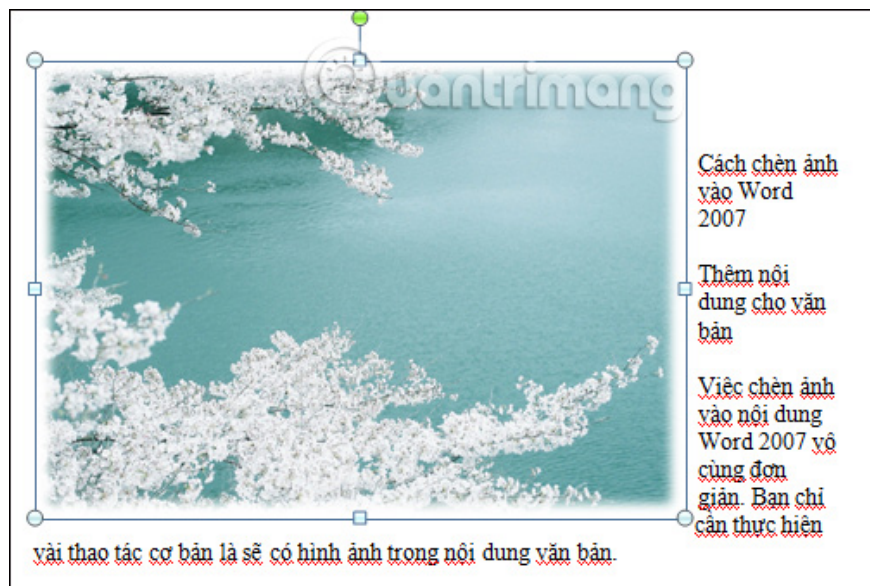 uantrimang
Cách chèn ảnh
vào Word
2007
Thêm nội
dung cho văn
bản
Việc chèn ảnh
vào nội dung
Word 2007 vô
cùng đơn
giản. Bạn chỉ
cần thực hiện
vài thao tác cơ bản là sẽ có hình ảnh trong nội dung văn bản.